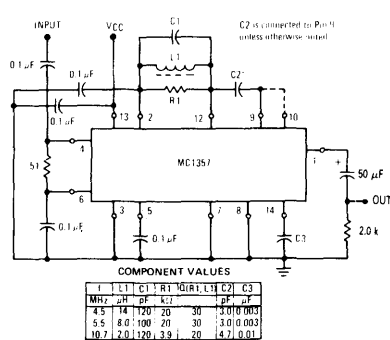 INPUT
VCC
C1
C2 is connected to Pin 9
unless otherwise noted
L1
0.1 µF
0.1 µF
R1
C2
0.1 µF
13
2
12
9
10
4
51
MC1357
1
+
50 µF
6
OUT
3
5
7
8
14
0.1 µF
0.1 µF
C3
2.0 k
COMPONENT VALUES
f L1 C1 R1 Q(R1, L1) C2 C3
MHz µH pF kΩ pF µF
4.5 14 120 20 30 3.0 0.003
5.5 8.0 100 20 30 3.0 0.003
10.7 2.0 120 3.9 20 4.7 0.01